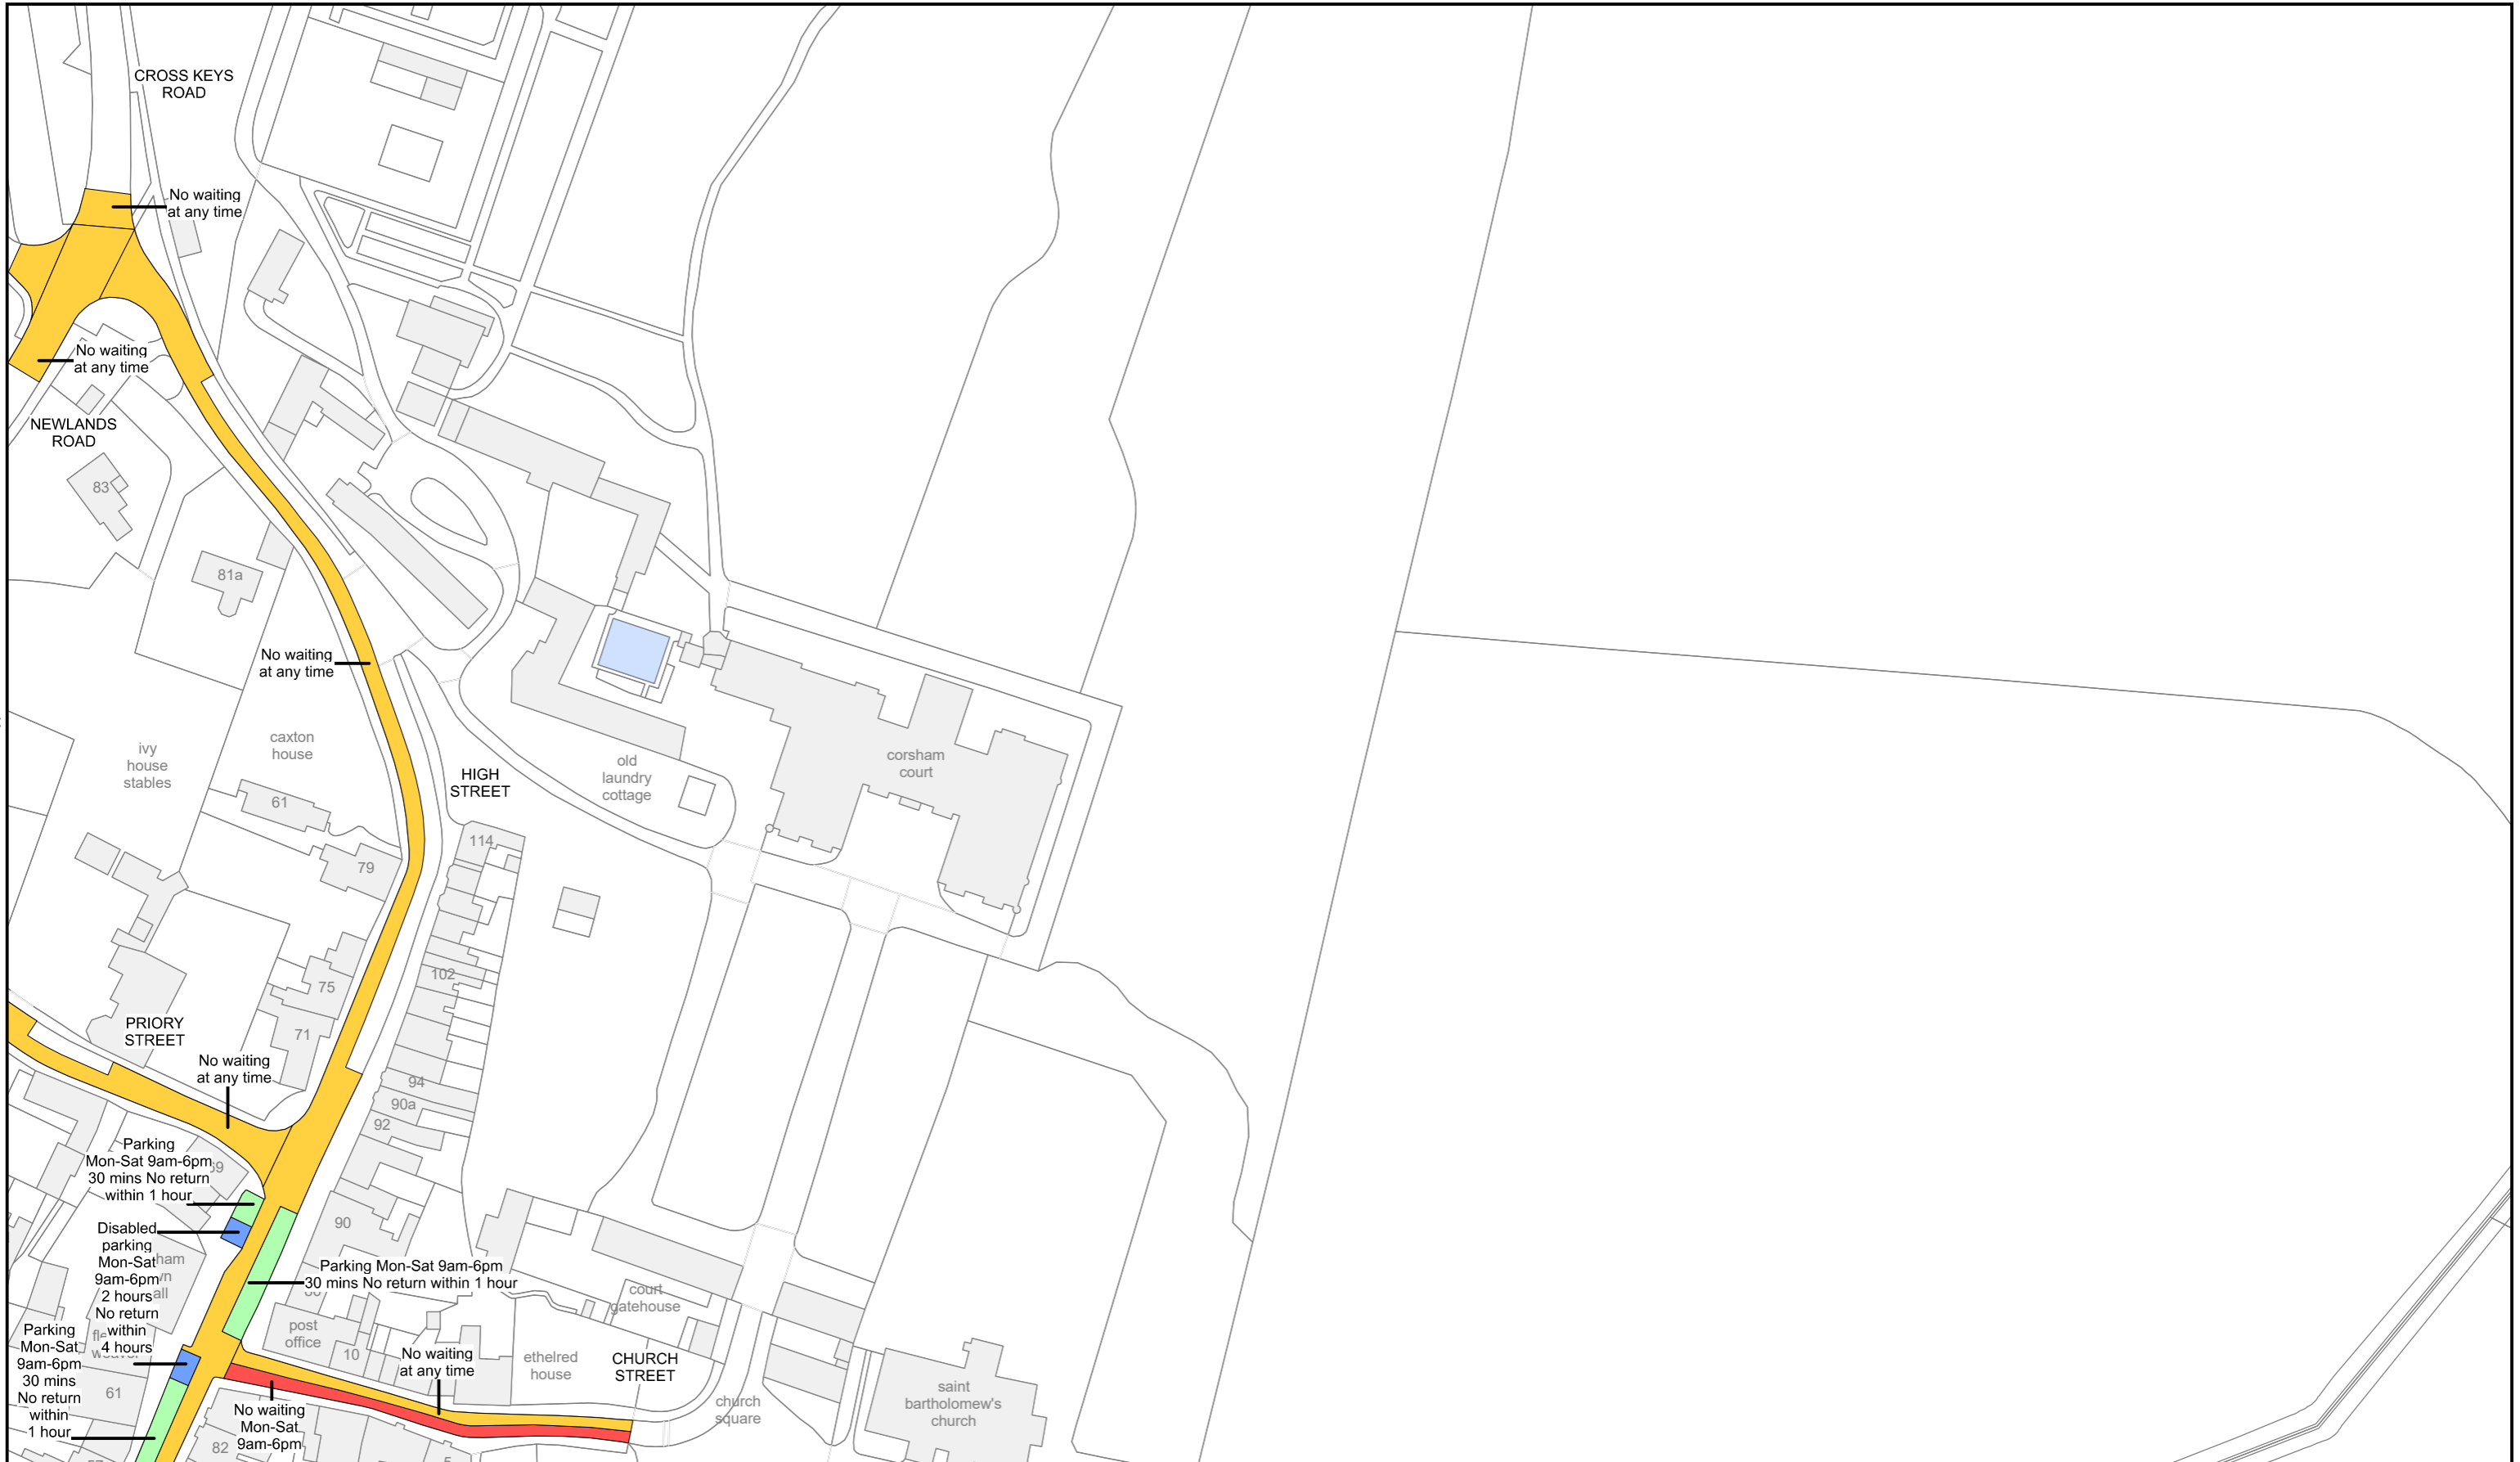 CROSS KEYS
ROAD
No waiting
at any time
No waiting
at any time
NEWLANDS
ROAD
83
81a
No waiting
at any time
ivy
house
stables
caxton
house
61
HIGH
STREET
old
laundry
cottage
corsham
court
114
79
102
75
71
PRIORY
STREET
No waiting
at any time
94
90a
92
Parking
Mon-Sat 9am-6pm
30 mins No return
within 1 hour
90
Disabled
parking
Mon-Sat
9am-6pm
2 hours
No return
within
4 hours
Parking Mon-Sat 9am-6pm
30 mins No return within 1 hour
court
gatehouse
post
office
10
Parking
Mon-Sat
9am-6pm
30 mins
No return
within
1 hour
61
No waiting
at any time
ethelred
house
CHURCH
STREET
church
square
saint
bartholomew's
church
No waiting
Mon-Sat
9am-6pm
82